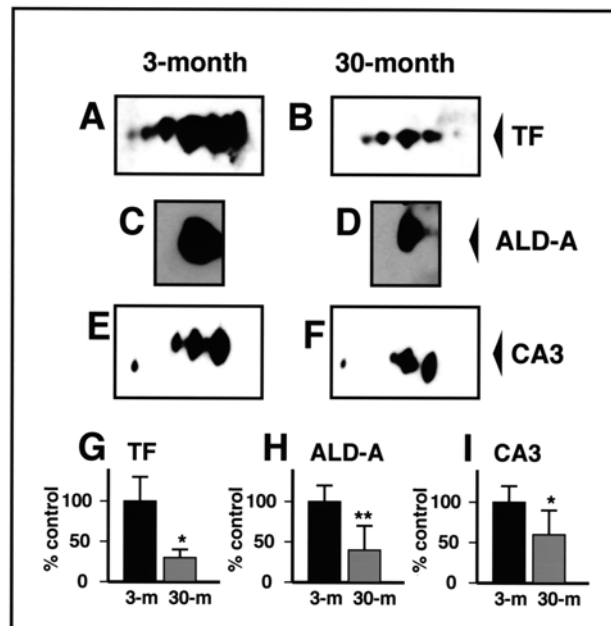 3-month 30-month
A B TF
C D ALD-A
E F CA3
G TF H ALD-A I CA3
% control 100 50 0 * 3-m 30-m
% control 100 50 0 ** 3-m 30-m
% control 100 50 0 * 3-m 30-m